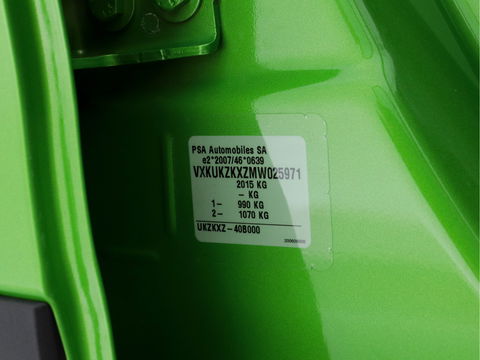 PSA Automobiles SA
e2*2007/46*0639
VXKUKZKXZMW025971
2015 KG
- KG
1- 990 KG
2- 1070 KG
UKZKXZ-40B000